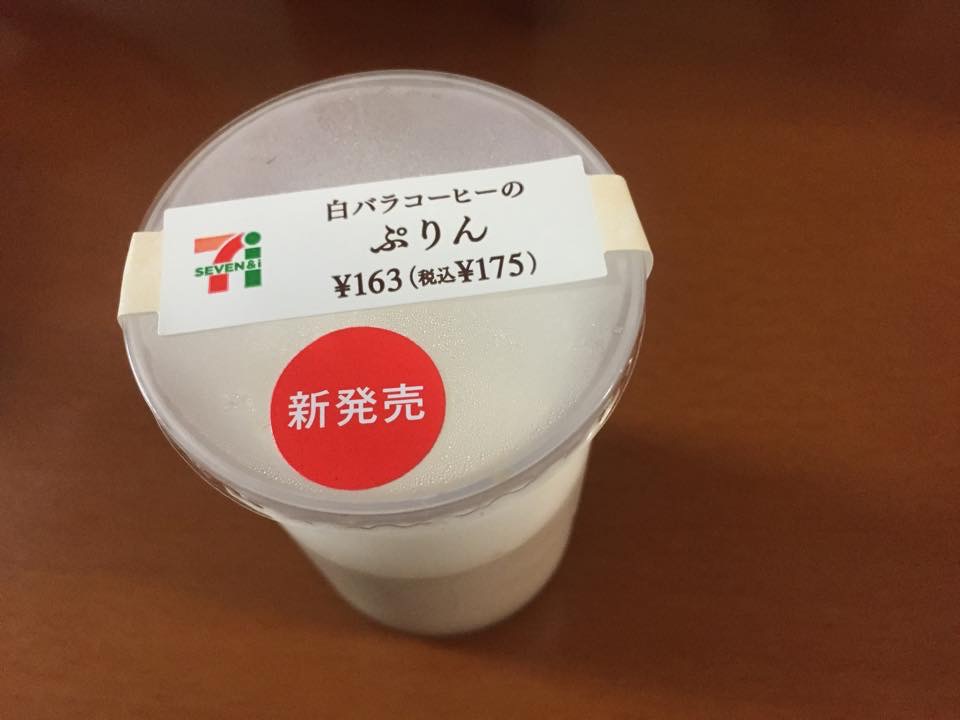 白バラコーヒーの
ぷりん
¥163(税込¥175)
7i
SEVEN&i
新発売